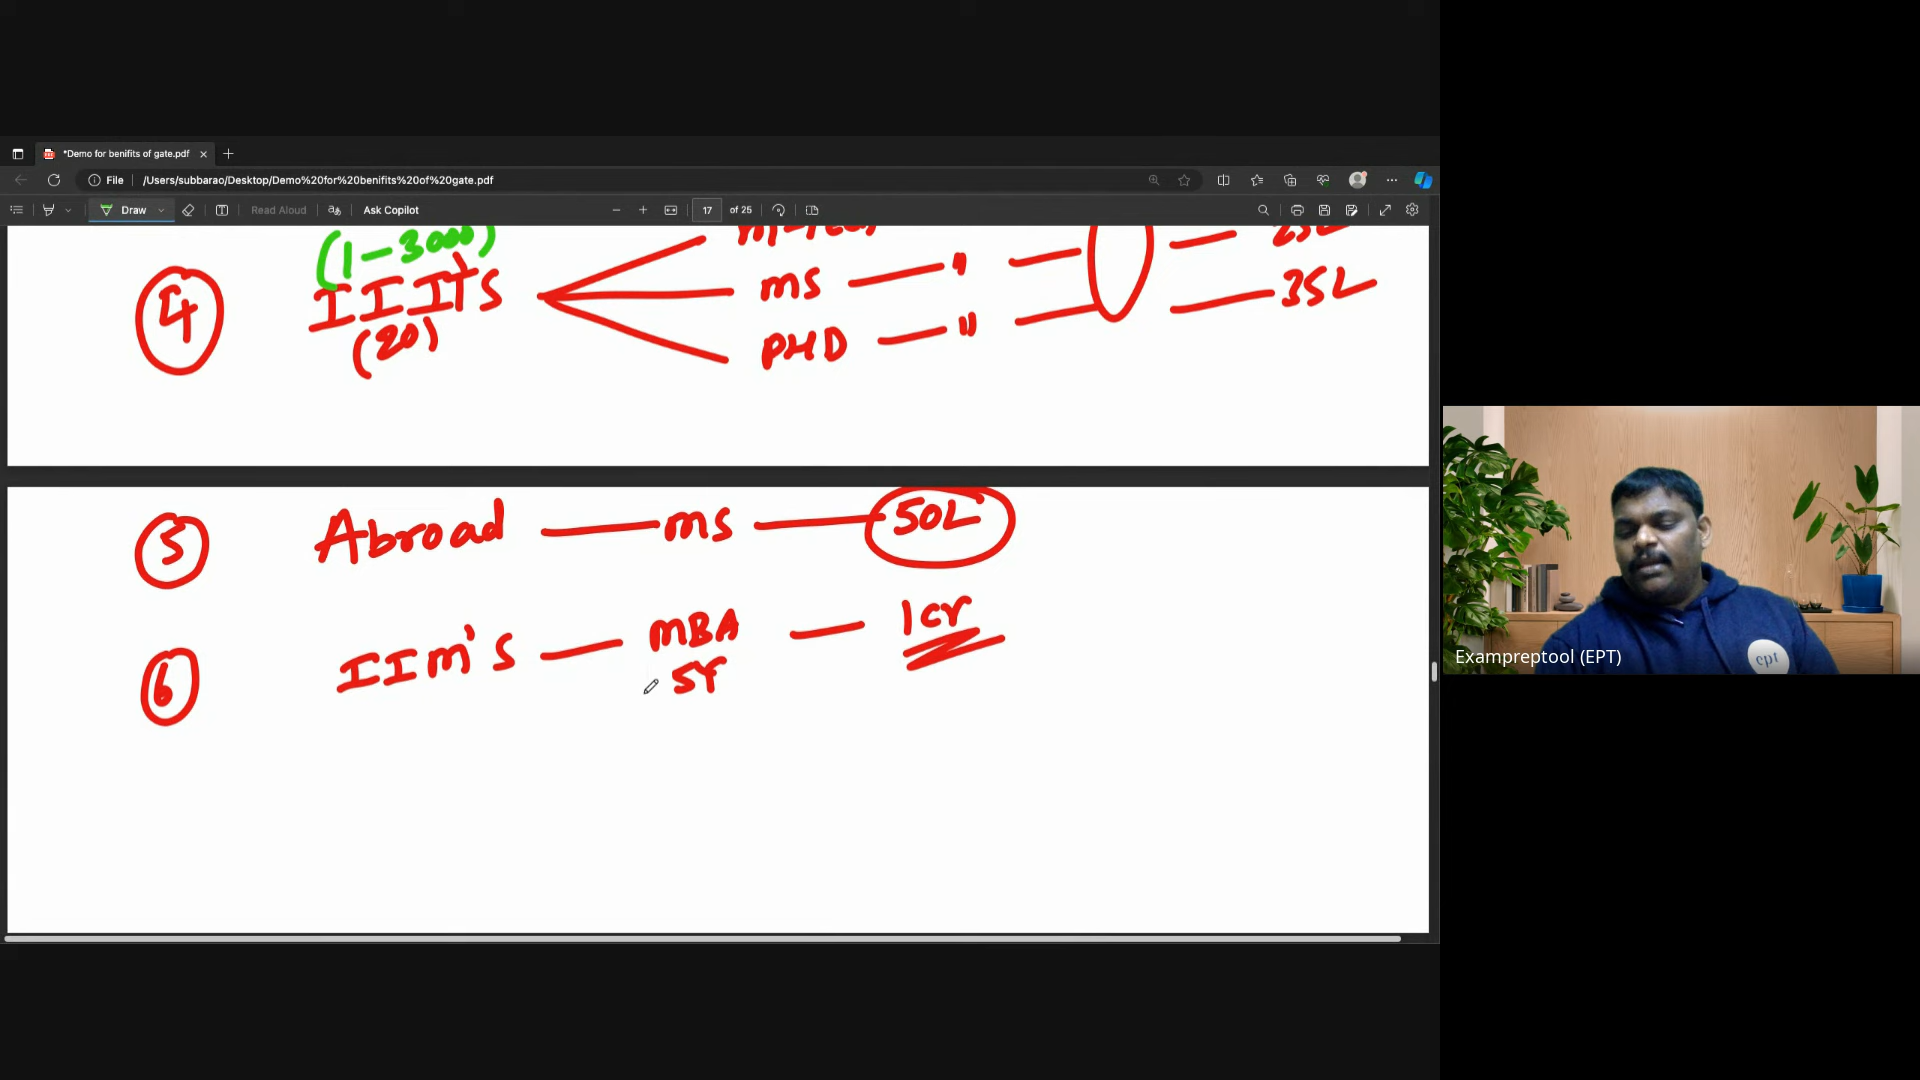 *Demo for benifits of gate.pdf
File /Users/subbarao/Desktop/Demo%20for%20benifits%20of%20gate.pdf
Draw Read Aloud Ask Copilot 17 of 25
(1-3000)
4 IIITS ms " 35L
(20) PHD "
5 Abroad ms 50L
6 IIM'S MBA 1cr
5Y
ept
Exampreptool (EPT)